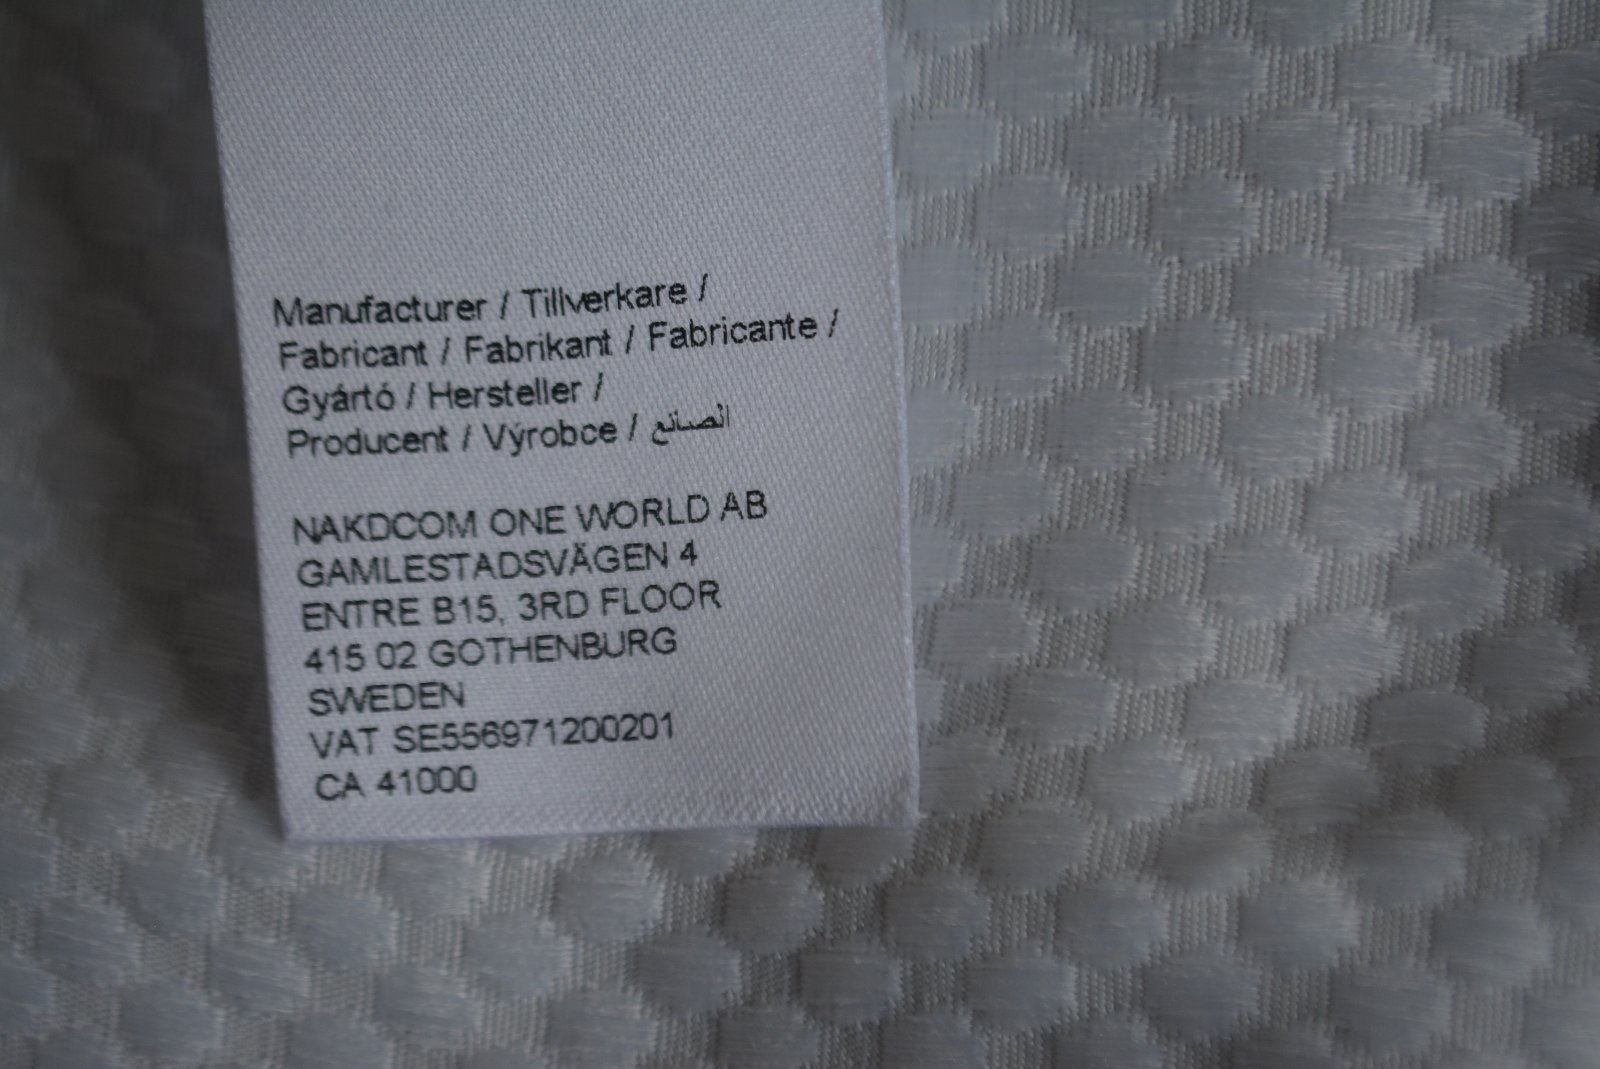 Manufacturer / Tillverkare /
Fabricant / Fabrikant / Fabricante /
Gyártó / Hersteller /
Producent / Výrobce / الصانع
NAKDCOM ONE WORLD AB
GAMLESTADSVÄGEN 4
ENTRE B15, 3RD FLOOR
415 02 GOTHENBURG
SWEDEN
VAT SE556971200201
CA 41000